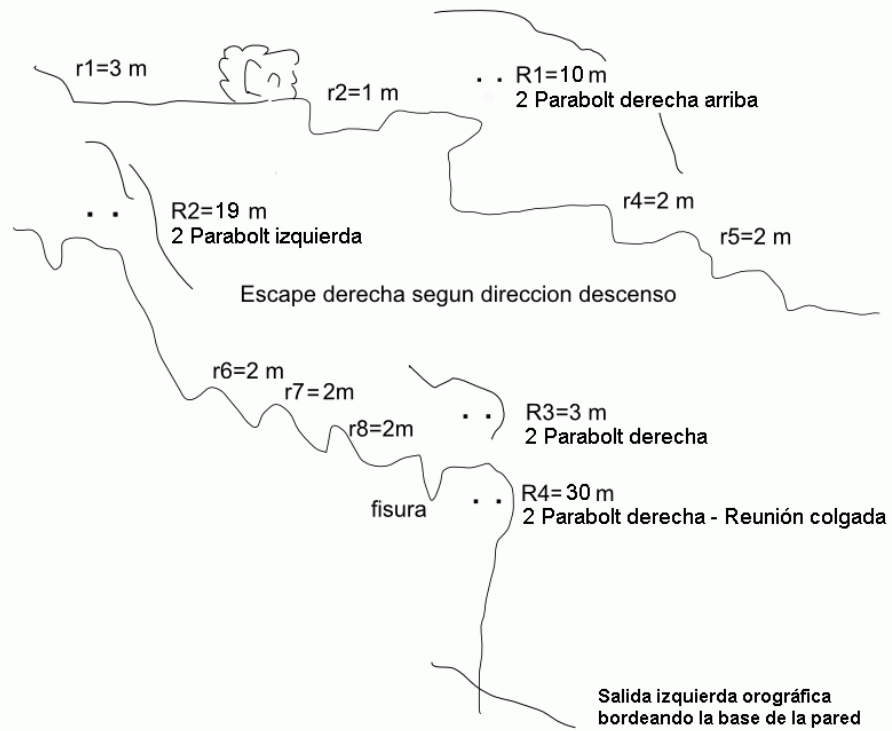 r1=3 m
r2=1 m
R1=10 m
2 Parabolt derecha arriba
r4=2 m
r5=2 m
R2=19 m
2 Parabolt izquierda
Escape derecha segun direccion descenso
r6=2 m
r7=2m
r8=2m
R3=3 m
2 Parabolt derecha
R4=30 m
2 Parabolt derecha - Reunión colgada
fisura
Salida izquierda orográfica
bordeando la base de la pared